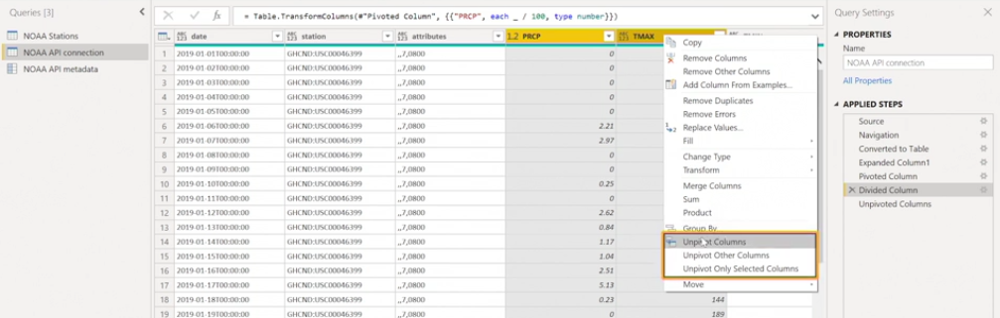 Queries [3]
NOAA Stations
NOAA API connection
NOAA API metadata
fx
= Table.TransformColumns(#"Pivoted Column", {{"PRCP", each _ / 100, type number}})
ABC 123 date ABC 123 station ABC 123 attributes 1.2 PRCP ABC 123 TMAX
1 2019-01-01T00:00:00 GHCND:USC00046399 ,,7,0800 0
2 2019-01-02T00:00:00 GHCND:USC00046399 ,,7,0800 0
3 2019-01-03T00:00:00 GHCND:USC00046399 ,,7,0800 0
4 2019-01-04T00:00:00 GHCND:USC00046399 ,,7,0800 0
5 2019-01-05T00:00:00 GHCND:USC00046399 ,,7,0800 0
6 2019-01-06T00:00:00 GHCND:USC00046399 ,,7,0800 2.21
7 2019-01-07T00:00:00 GHCND:USC00046399 ,,7,0800 2.97
8 2019-01-08T00:00:00 GHCND:USC00046399 ,,7,0800 0
9 2019-01-09T00:00:00 GHCND:USC00046399 ,,7,0800 0
10 2019-01-10T00:00:00 GHCND:USC00046399 ,,7,0800 0.25
11 2019-01-11T00:00:00 GHCND:USC00046399 ,,7,0800 0
12 2019-01-12T00:00:00 GHCND:USC00046399 ,,7,0800 2.62
13 2019-01-13T00:00:00 GHCND:USC00046399 ,,7,0800 0.84
14 2019-01-14T00:00:00 GHCND:USC00046399 ,,7,0800 1.17
15 2019-01-15T00:00:00 GHCND:USC00046399 ,,7,0800 1.04
16 2019-01-16T00:00:00 GHCND:USC00046399 ,,7,0800 2.51
17 2019-01-17T00:00:00 GHCND:USC00046399 ,,7,0800 5.13
18 2019-01-18T00:00:00 GHCND:USC00046399 ,,7,0800 0.23 144
19 2019-01-19T00:00:00 GHCND:USC00046399 ,,7,0800 0 189
Copy
Remove Columns
Remove Other Columns
Add Column From Examples...
Remove Duplicates
Remove Errors
Replace Values...
Fill
Change Type
Transform
Merge Columns
Sum
Product
Group By
Unpivot Columns
Unpivot Other Columns
Unpivot Only Selected Columns
Move
Query Settings
PROPERTIES
Name
NOAA API connection
All Properties
APPLIED STEPS
Source
Navigation
Converted to Table
Expanded Column1
Pivoted Column
Divided Column
Unpivoted Columns